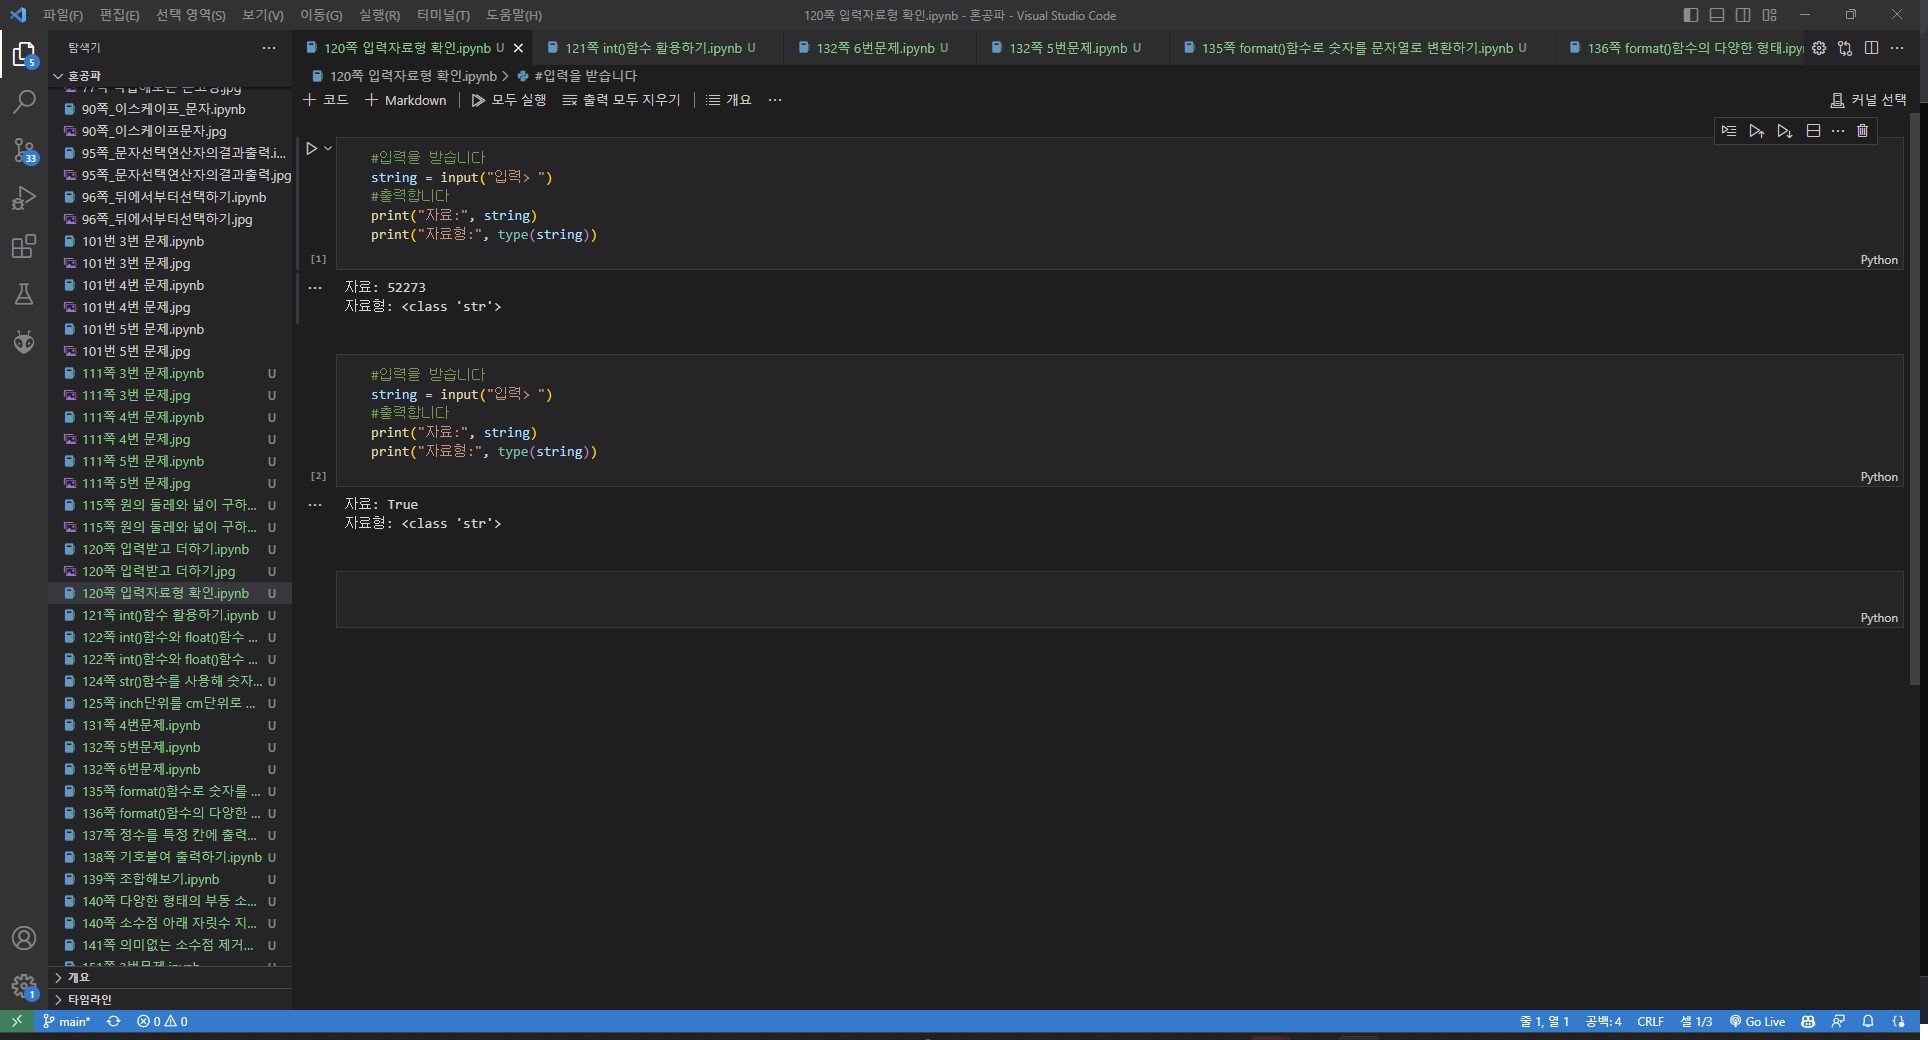 파일(F) 편집(E) 선택 영역(S) 보기(V) 이동(G) 실행(R) 터미널(T) 도움말(H) 120쪽 입력자료형 확인.ipynb - 혼공파 - Visual Studio Code
탐색기
5
33
1
혼공파
90쪽_이스케이프_문자.ipynb
90쪽_이스케이프문자.jpg
95쪽_문자선택연산자의결과출력.i...
95쪽_문자선택연산자의결과출력.jpg
96쪽_뒤에서부터선택하기.ipynb
96쪽_뒤에서부터선택하기.jpg
101번 3번 문제.ipynb
101번 3번 문제.jpg
101번 4번 문제.ipynb
101번 4번 문제.jpg
101번 5번 문제.ipynb
101번 5번 문제.jpg
111쪽 3번 문제.ipynb U
111쪽 3번 문제.jpg U
111쪽 4번 문제.ipynb U
111쪽 4번 문제.jpg U
111쪽 5번 문제.ipynb U
111쪽 5번 문제.jpg U
115쪽 원의 둘레와 넓이 구하... U
115쪽 원의 둘레와 넓이 구하... U
120쪽 입력받고 더하기.ipynb U
120쪽 입력받고 더하기.jpg U
120쪽 입력자료형 확인.ipynb U
121쪽 int()함수 활용하기.ipynb U
122쪽 int()함수와 float()함수 ... U
122쪽 int()함수와 float()함수 ... U
124쪽 str()함수를 사용해 숫자... U
125쪽 inch단위를 cm단위로 ... U
131쪽 4번문제.ipynb U
132쪽 5번문제.ipynb U
132쪽 6번문제.ipynb U
135쪽 format()함수로 숫자를 ... U
136쪽 format()함수의 다양한 ... U
137쪽 정수를 특정 칸에 출력... U
138쪽 기호붙여 출력하기.ipynb U
139쪽 조합해보기.ipynb U
140쪽 다양한 형태의 부동 소... U
140쪽 소수점 아래 자릿수 지... U
141쪽 의미없는 소수점 제거... U
개요
타임라인
120쪽 입력자료형 확인.ipynb U 121쪽 int()함수 활용하기.ipynb U 132쪽 6번문제.ipynb U 132쪽 5번문제.ipynb U 135쪽 format()함수로 숫자를 문자열로 변환하기.ipynb U 136쪽 format()함수의 다양한 형태.ipy
120쪽 입력자료형 확인.ipynb > #입력을 받습니다
코드 Markdown 모두 실행 출력 모두 지우기 개요 ... 커널 선택
#입력을 받습니다
string = input("입력> ")
#출력합니다
print("자료:", string)
print("자료형:", type(string))
[1] Python
자료: 52273
자료형: <class 'str'>
#입력을 받습니다
string = input("입력> ")
#출력합니다
print("자료:", string)
print("자료형:", type(string))
[2] Python
자료: True
자료형: <class 'str'>
Python
main* 0 0 줄 1, 열 1 공백: 4 CRLF 셀 1/3 Go Live